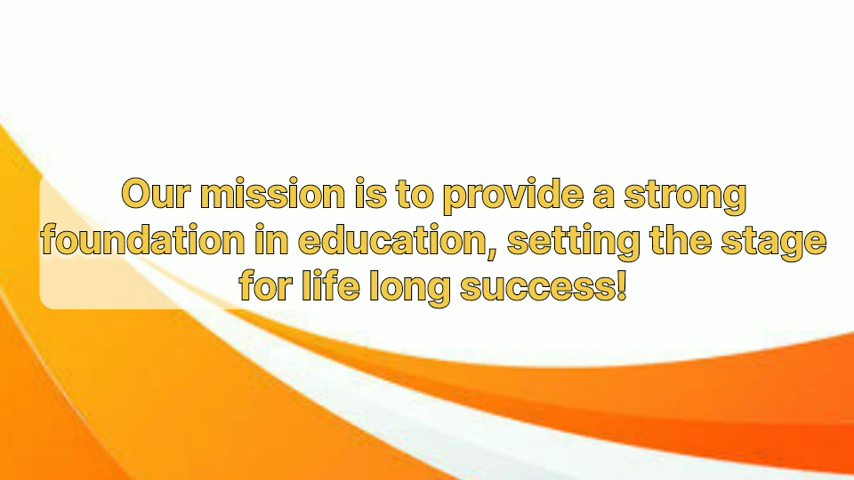 Our mission is to provide a strong
foundation in education, setting the stage
for life long success!